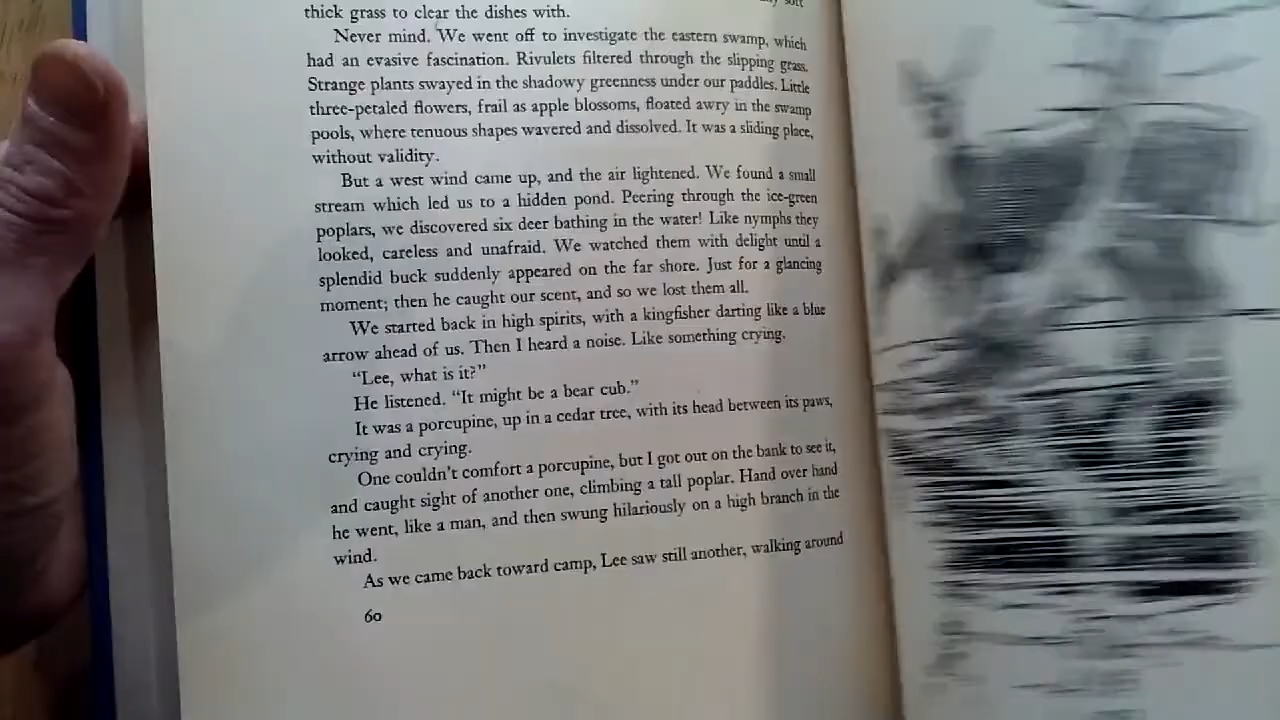 soft
thick grass to clear the dishes with.
Never mind. We went off to investigate the eastern swamp, which
had an evasive fascination. Rivulets filtered through the slipping grass.
Strange plants swayed in the shadowy greenness under our paddles. Little
three-petaled flowers, frail as apple blossoms, floated awry in the swamp
pools, where tenuous shapes wavered and dissolved. It was a sliding place,
without validity.
But a west wind came up, and the air lightened. We found a small
stream which led us to a hidden pond. Peering through the ice-green
poplars, we discovered six deer bathing in the water! Like nymphs they
looked, careless and unafraid. We watched them with delight until a
splendid buck suddenly appeared on the far shore. Just for a glancing
moment; then he caught our scent, and so we lost them all.
We started back in high spirits, with a kingfisher darting like a blue
arrow ahead of us. Then I heard a noise. Like something crying.
“Lee, what is it?”
He listened. “It might be a bear cub.”
It was a porcupine, up in a cedar tree, with its head between its paws,
crying and crying.
One couldn't comfort a porcupine, but I got out on the bank to see it,
and caught sight of another one, climbing a tall poplar. Hand over hand
he went, like a man, and then swung hilariously on a high branch in the
wind.
As we came back toward camp, Lee saw still another, walking around
60